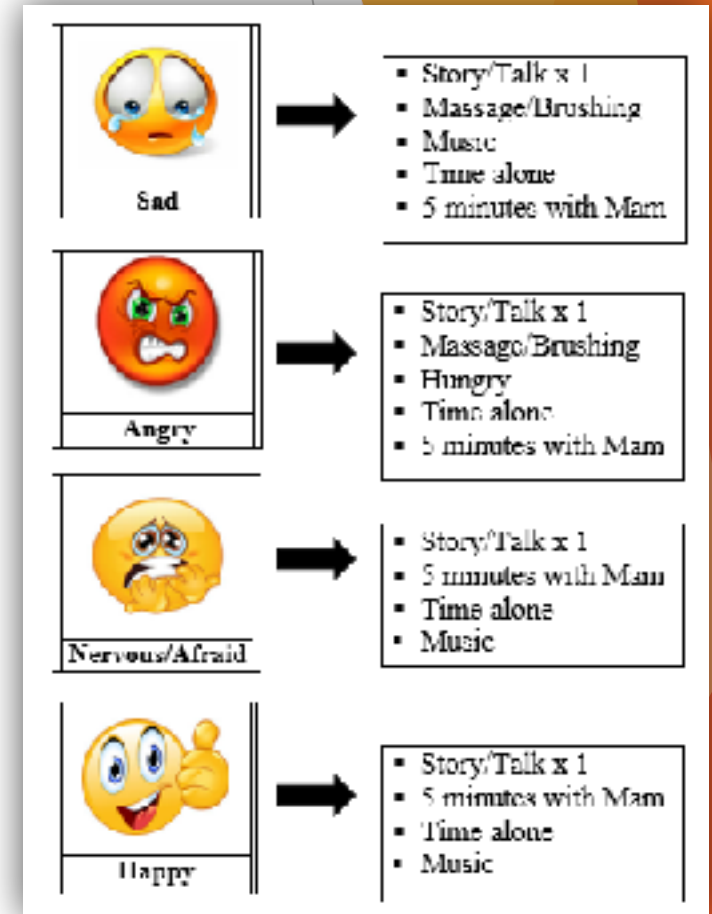 Sad
▪ Story/Talk x 1
▪ Massage/Brushing
▪ Music
▪ Time alone
▪ 5 minutes with Mam
Angry
▪ Story/Talk x 1
▪ Massage/Brushing
▪ Hungry
▪ Time alone
▪ 5 minutes with Mam
Nervous/Afraid
▪ Story/Talk x 1
▪ 5 minutes with Mam
▪ Time alone
▪ Music
Happy
▪ Story/Talk x 1
▪ 5 minutes with Mam
▪ Time alone
▪ Music